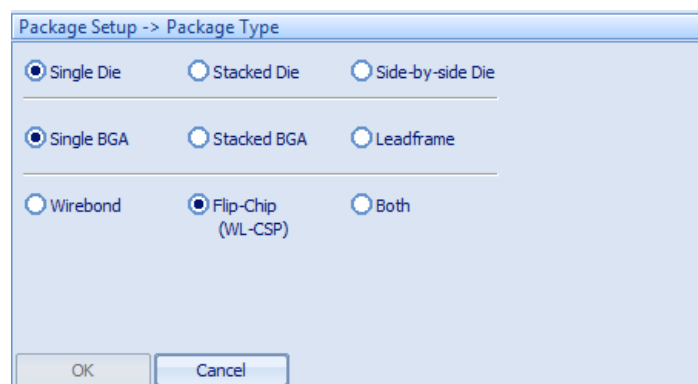 Package Setup -> Package Type
Single Die Stacked Die Side-by-side Die
Single BGA Stacked BGA Leadframe
Wirebond Flip-Chip Both
(WL-CSP)
OK Cancel